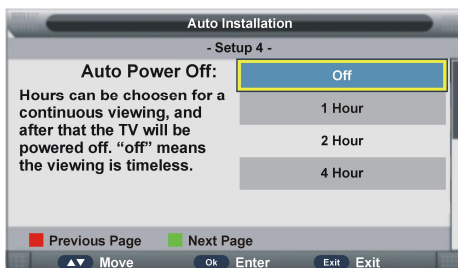 Auto Installation
- Setup 4 -
Auto Power Off:
Hours can be choosen for a
continuous viewing, and
after that the TV will be
powered off. “off” means
the viewing is timeless.
Off
1 Hour
2 Hour
4 Hour
Previous Page Next Page
Move Ok Enter Exit Exit